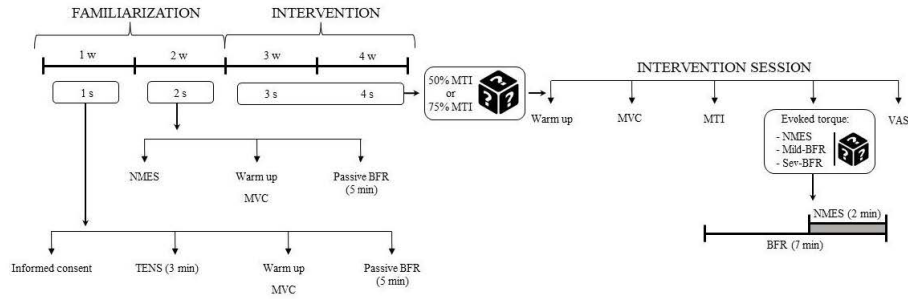 FAMILIARIZATION
INTERVENTION
1 w
2 w
3 w
4 w
1 s
2 s
3 s
4 s
50% MTI
or
75% MTI
? ? ?
INTERVENTION SESSION
Warm up
MVC
MTI
Evoked torque:
- NMES
- Mild-BFR
- Sev-BFR
? ? ?
VAS
NMES (2 min)
BFR (7 min)
NMES
Warm up
MVC
Passive BFR
(5 min)
Informed consent
TENS (3 min)
Warm up
MVC
Passive BFR
(5 min)